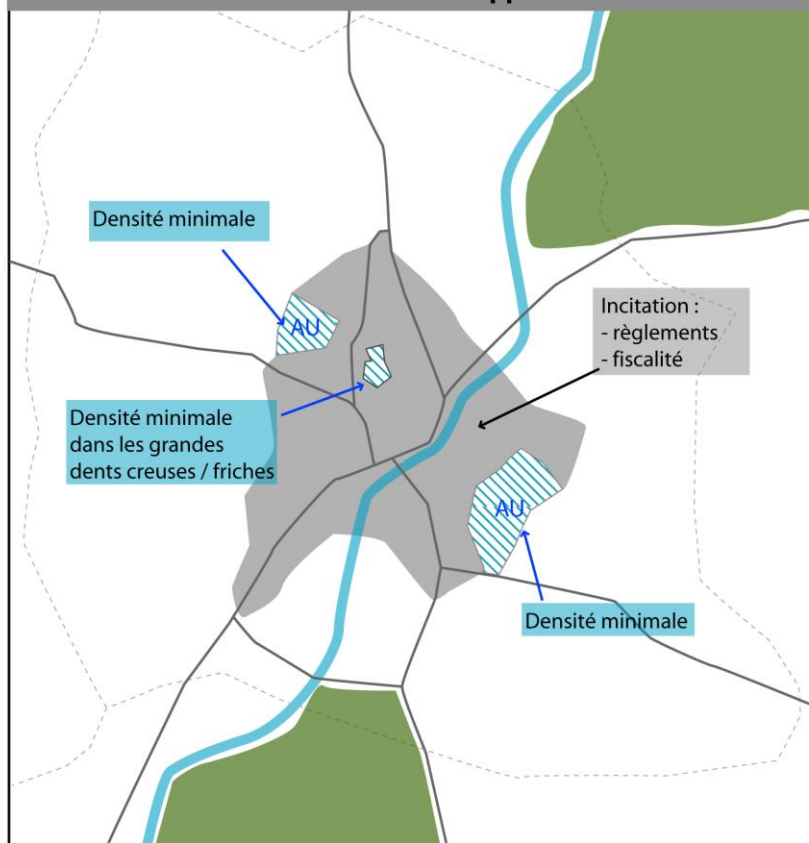 Densité minimale
AU
Incitation :
- règlements
- fiscalité
Densité minimale
dans les grandes
dents creuses / friches
AU
Densité minimale